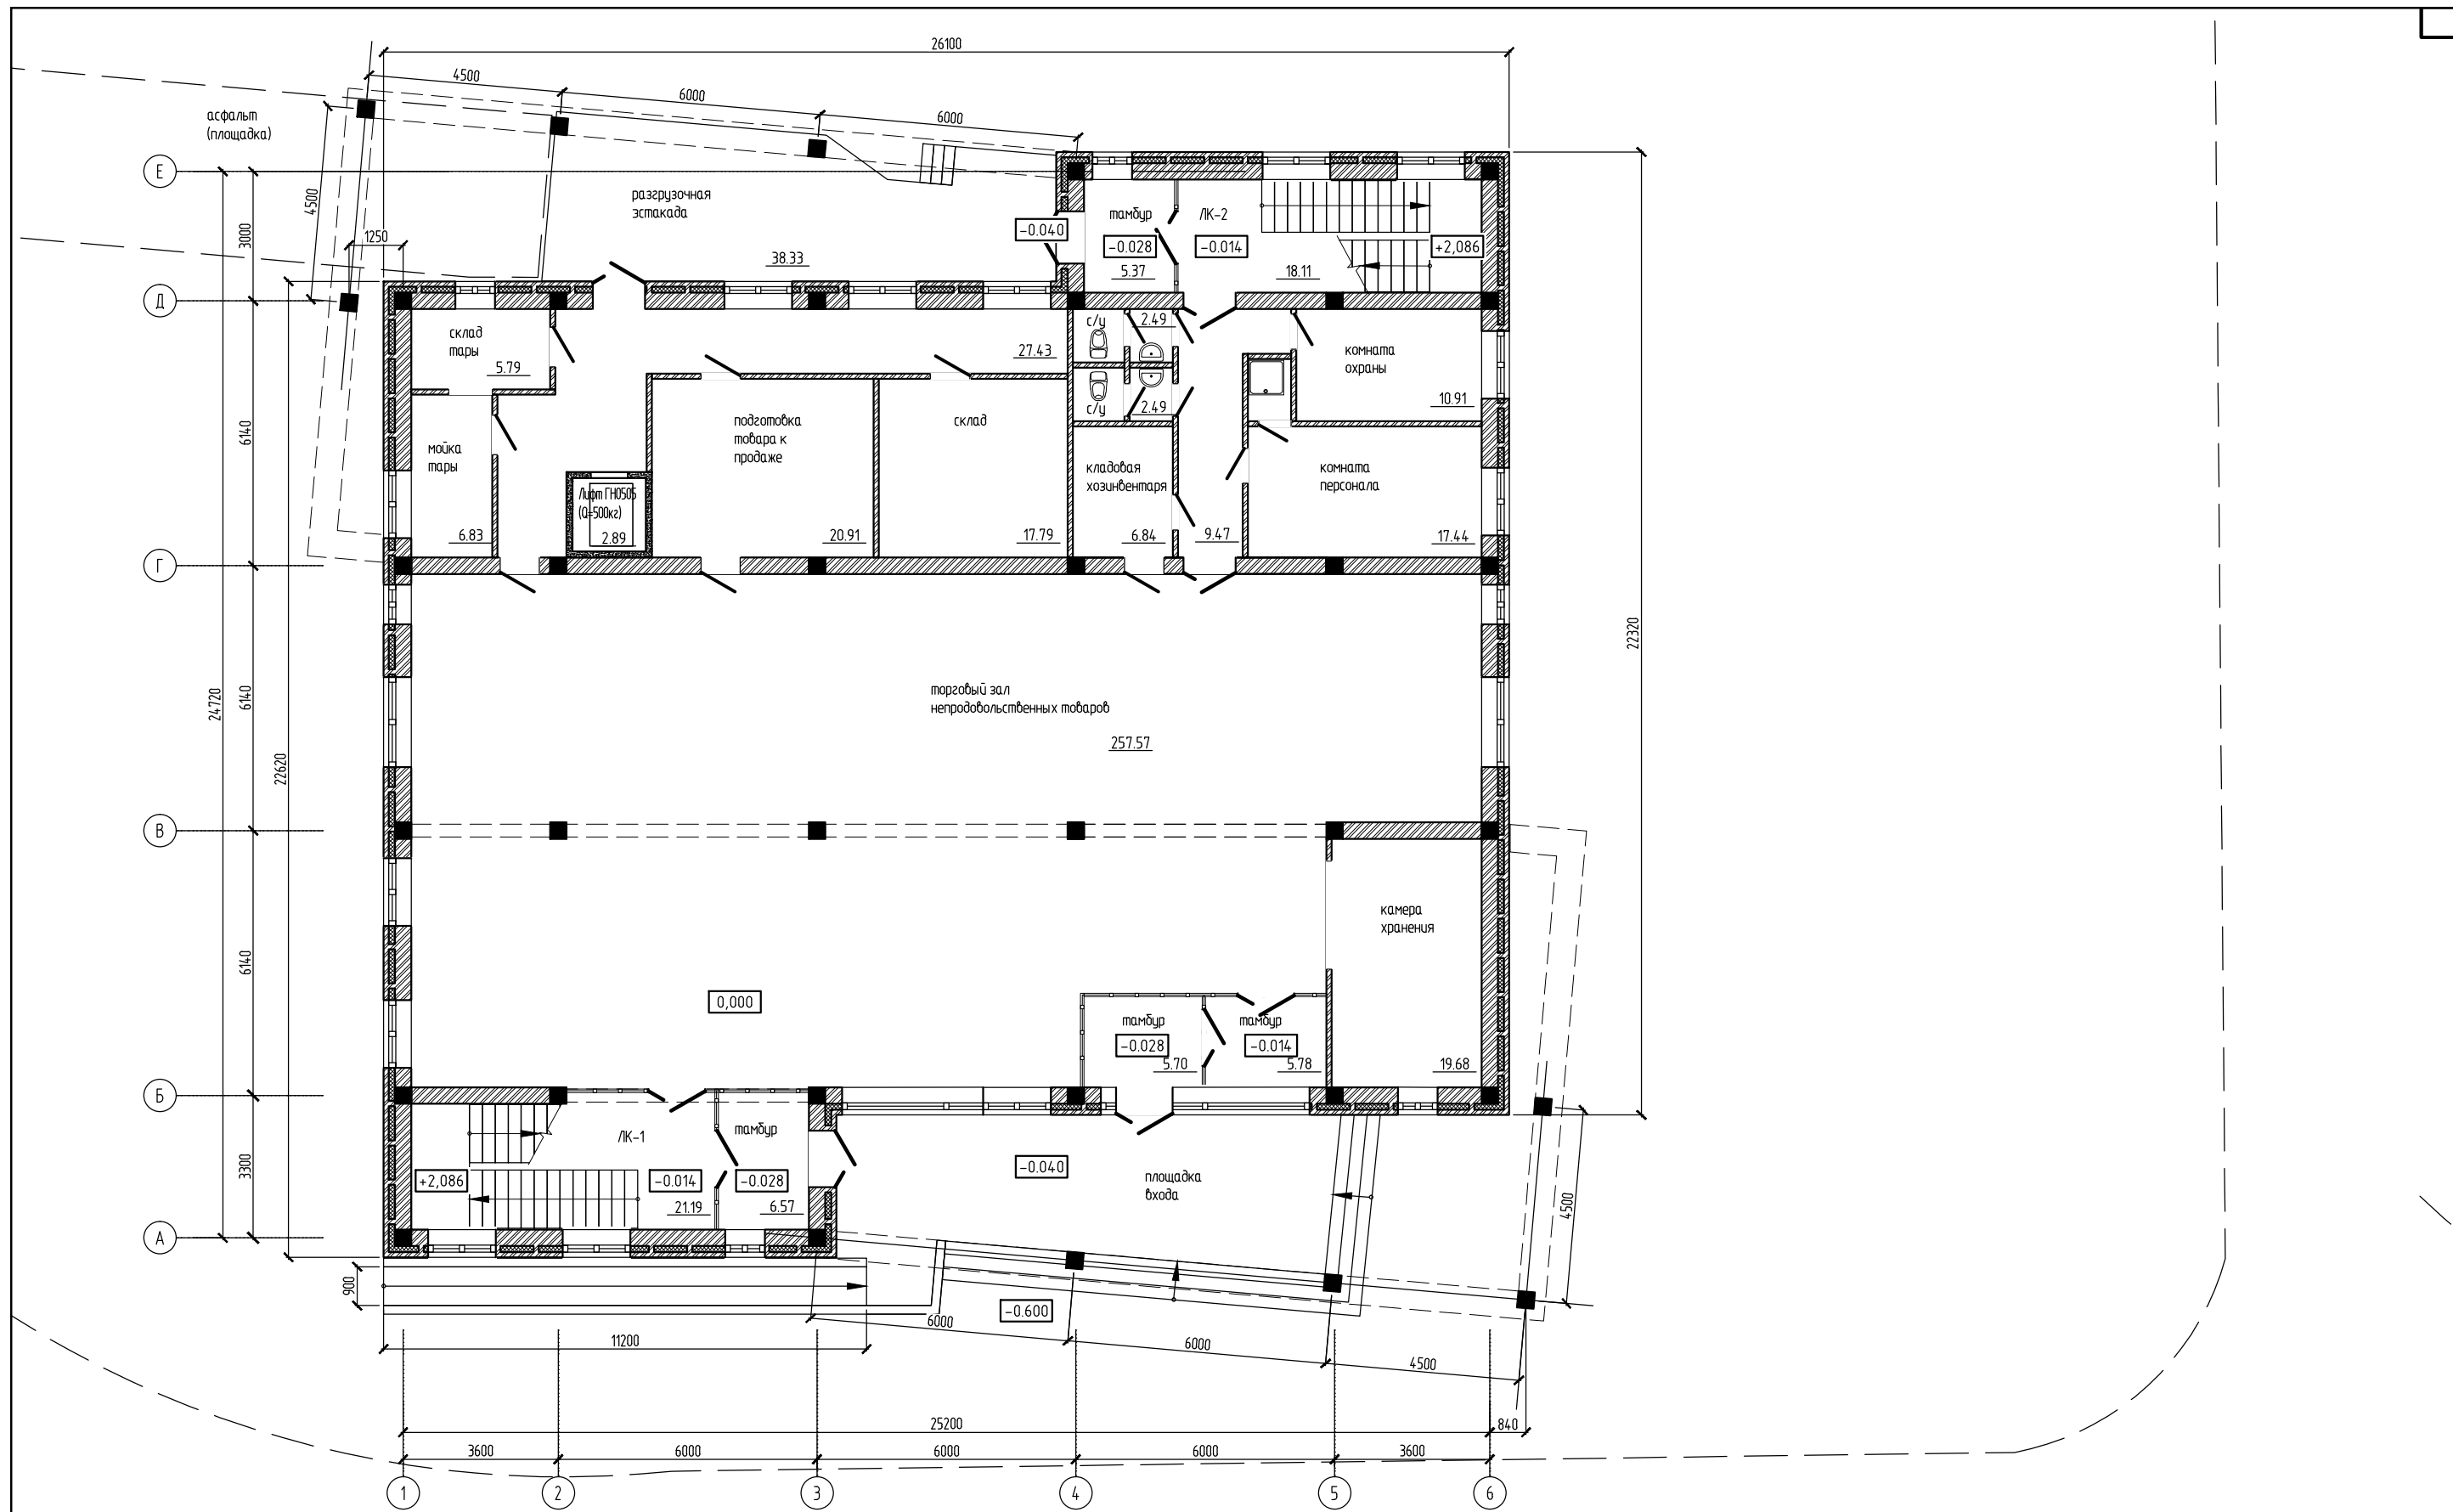 26100
4500
6000
6000
асфальт
(площадка)
Е
4500
3000
1250
разгрузочная
эстакада
38.33
-0.040
тамбур
-0.028
5.37
ЛК-2
-0.014
18.11
+2,086
Д
склад
тары
5.79
27.43
с/у
2.49
комната
охраны
10.91
6140
мойка
тары
6.83
Лифт ГН0505
(Q=500кг)
2.89
подготовка
товара к
продаже
20.91
склад
17.79
с/у
2.49
кладовая
хозинвентаря
6.84
9.47
комната
персонала
17.44
Г
22320
24720
6140
22620
торговый зал
непродовольственных товаров
257.57
В
6140
камера
хранения
19.68
0,000
тамбур
-0.028
5.70
тамбур
-0.014
5.78
Б
3300
ЛК-1
тамбур
+2,086
-0.014
21.19
-0.028
6.57
-0.040
площадка
входа
4500
А
900
-0.600
11200
6000
6000
4500
25200
840
3600
6000
6000
6000
3600
1
2
3
4
5
6